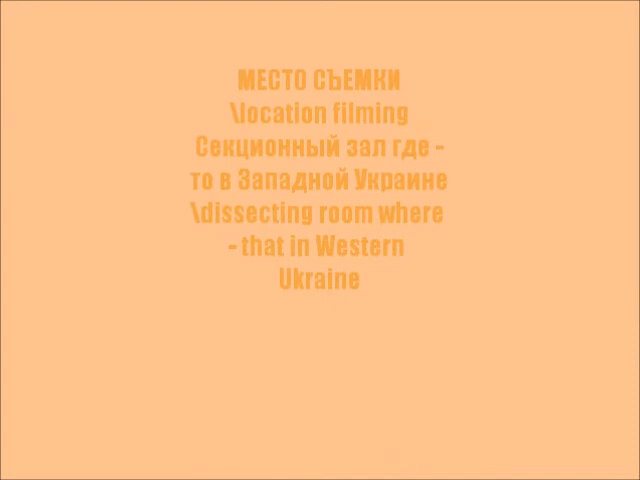 МЕСТО СЪЕМКИ
\location filming
Секционный зал где -
то в Западной Украине
\dissecting room where
- that in Western
Ukraine